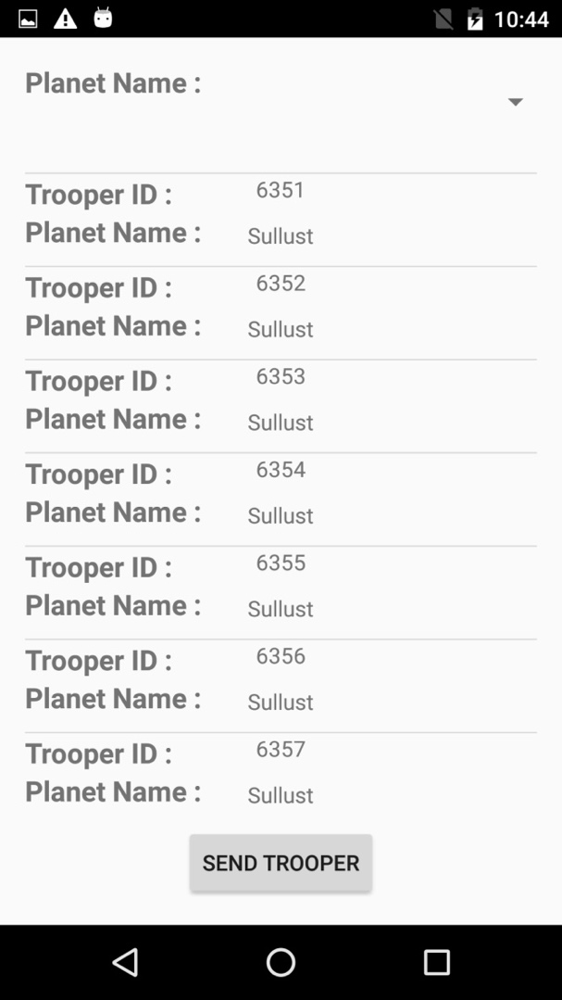 10:44
Planet Name :
Trooper ID : 6351
Planet Name : Sullust
Trooper ID : 6352
Planet Name : Sullust
Trooper ID : 6353
Planet Name : Sullust
Trooper ID : 6354
Planet Name : Sullust
Trooper ID : 6355
Planet Name : Sullust
Trooper ID : 6356
Planet Name : Sullust
Trooper ID : 6357
Planet Name : Sullust
SEND TROOPER